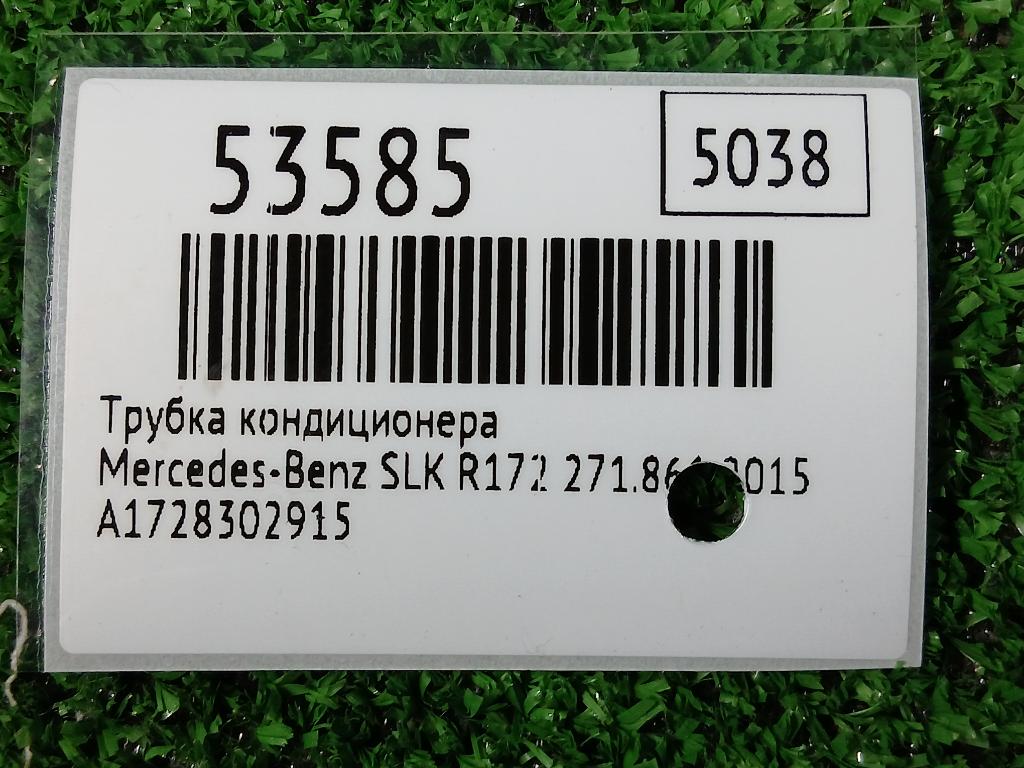 53585
5038
Трубка кондиционера
Mercedes-Benz SLK R172
A1728302915